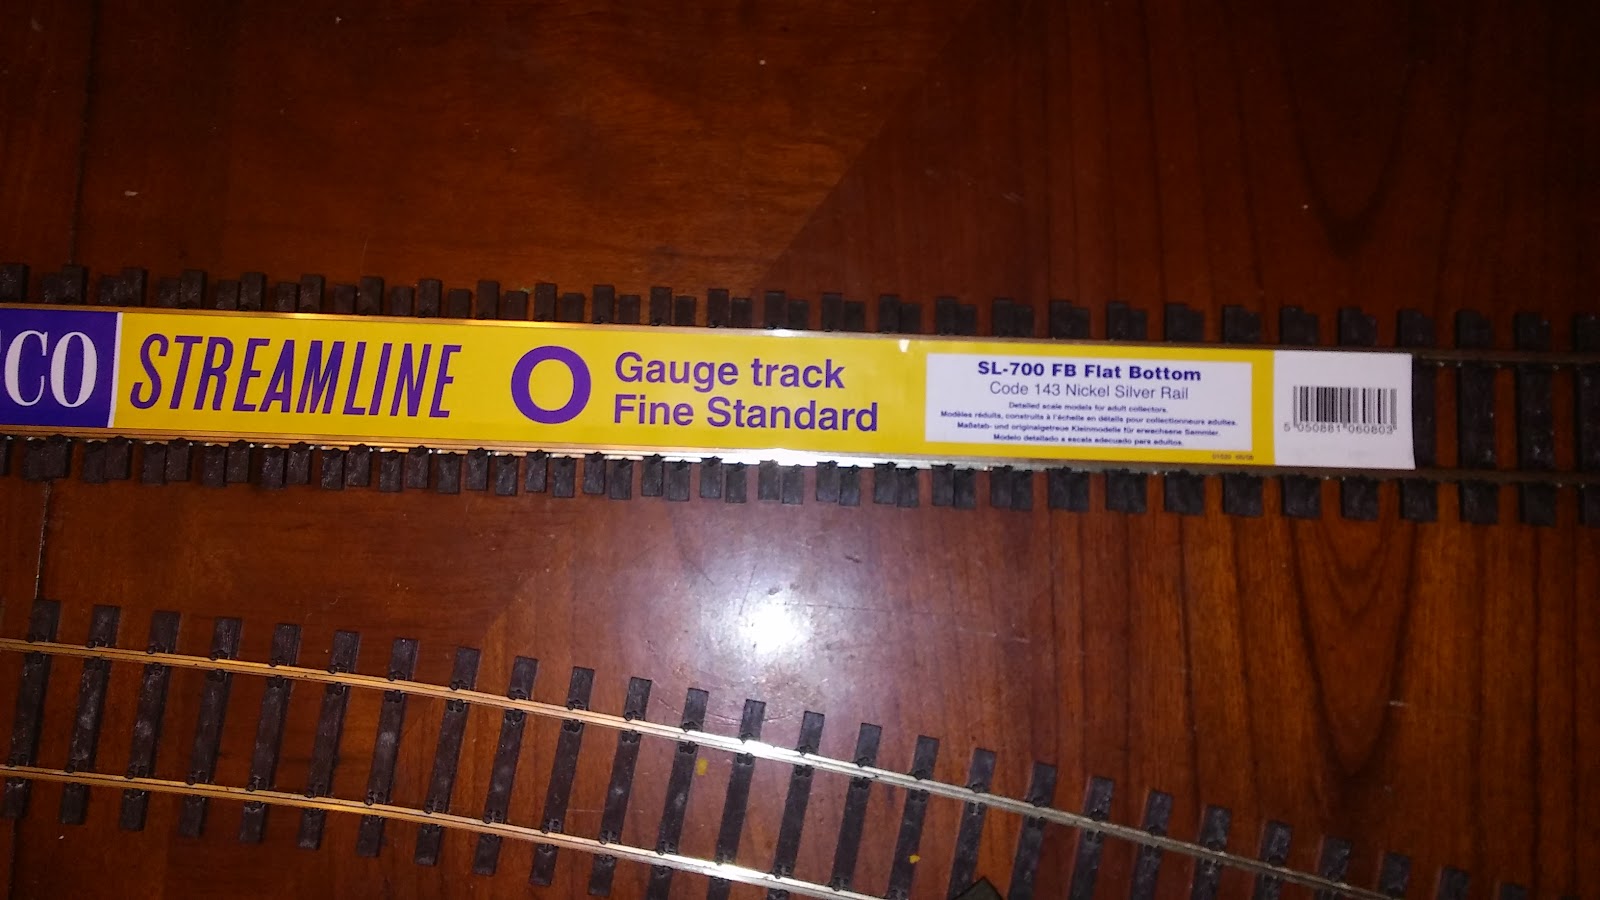 CO STREAMLINE O Gauge track
Fine Standard
SL-700 FB Flat Bottom
Code 143 Nickel Silver Rail
Detailed scale models for adult collectors.
Modèles réduits, construits à l'échelle en détails pour collectionneurs adultes.
Maßstab- und originalgetreue Kleinmodelle für erwachsene Sammler.
Modelo detallado a escala adecuado para adultos.
5 050881 060803